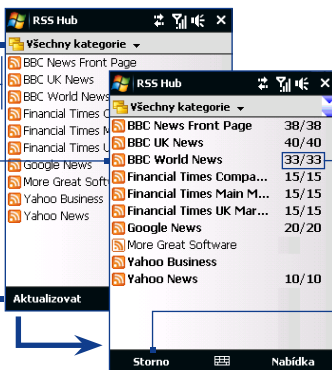 RSS Hub
Všechny kategorie
BBC News Front Page
BBC UK News
BBC World News
Financial Times C
Financial Times M
Financial Times U
Google News
More Great Soft
Yahoo Business
Yahoo News
Aktualizovat
RSS Hub
Všechny kategorie
BBC News Front Page 38/38
BBC UK News 40/40
BBC World News 33/33
Financial Times Compa... 15/15
Financial Times Main M... 15/15
Financial Times UK Mar... 15/15
Google News 20/20
More Great Software
Yahoo Business
Yahoo News 10/10
Storno Nabídka